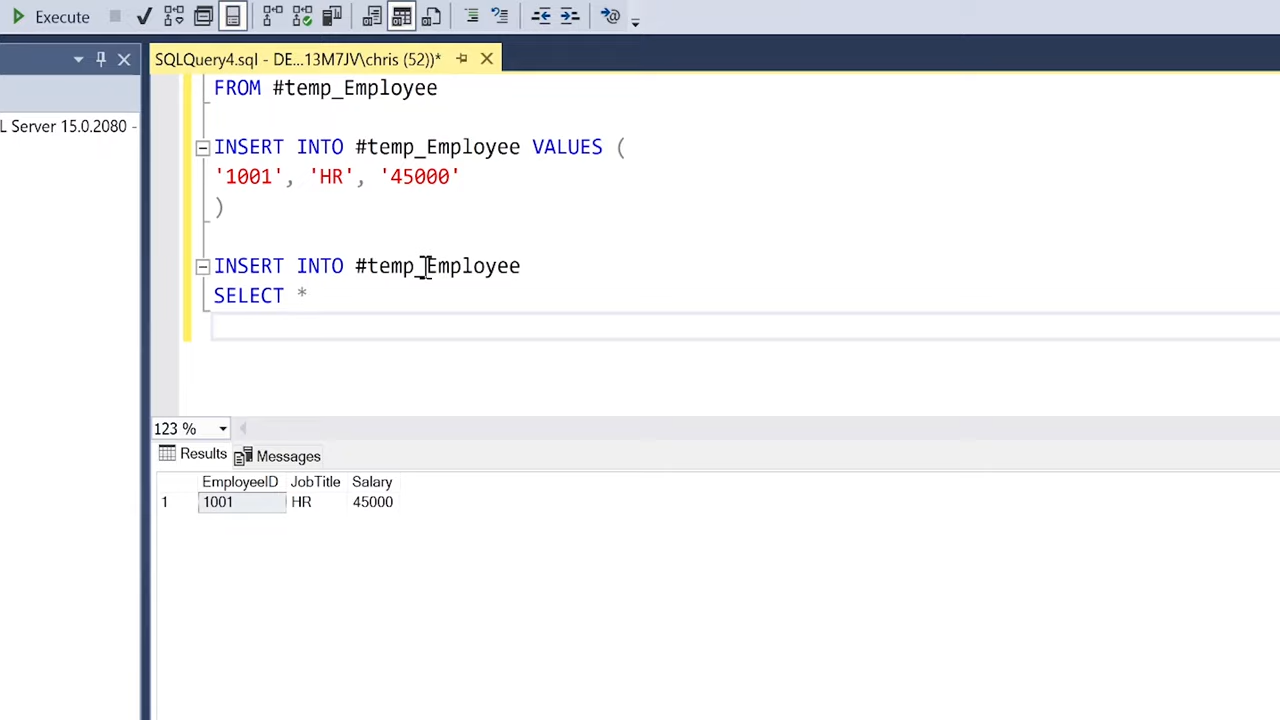 Execute
SQLQuery4.sql - DE...13M7JV\chris (52))*
L Server 15.0.2080 -
FROM #temp_Employee
INSERT INTO #temp_Employee VALUES (
'1001', 'HR', '45000'
)
INSERT INTO #temp_Employee
SELECT *
123 %
Results Messages
EmployeeID JobTitle Salary
1 1001 HR 45000